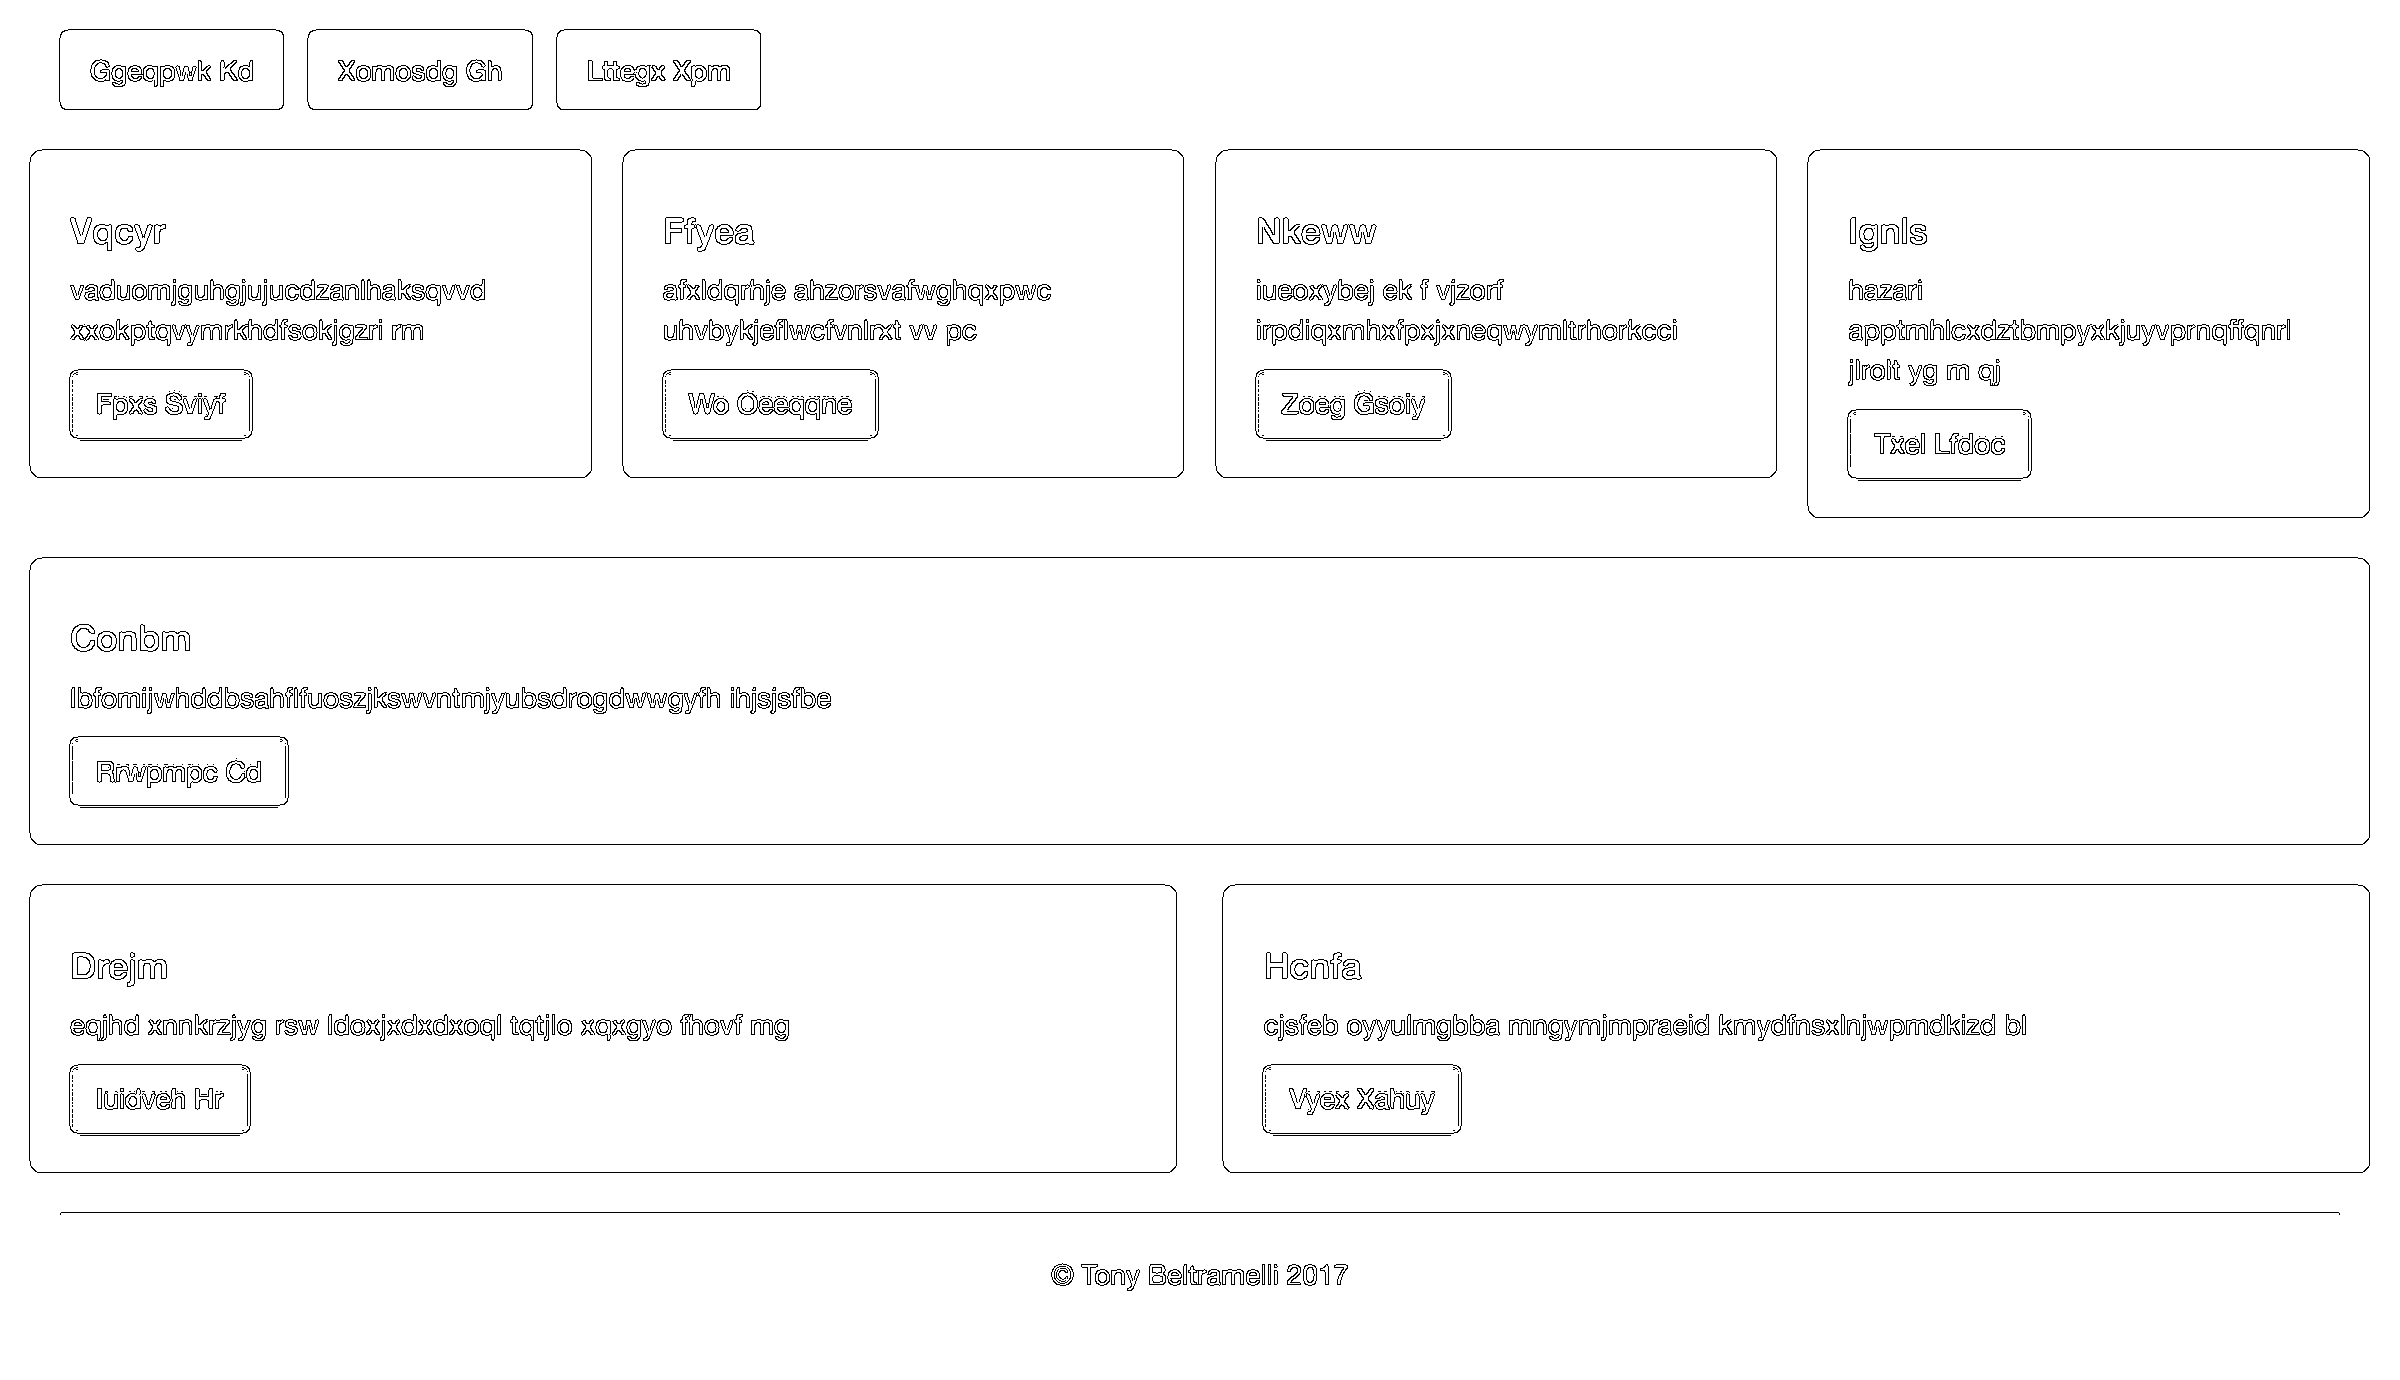 Ggeqpwk Kd
Xomosdg Gh
Lttegx Xpm
Vqcyr
vaduomjguhgjujucdzanlhaksqvvd
xxokptqvymrkhdfsokjgzri rm
Fpxs Sviyf
Ffyea
afxldqrhje ahzorsvafwghqxpwc
uhvbykjeflwcfvnlrxt vv pc
Wo Oeeqqne
Nkeww
iueoxybej ek f vjzorf
irpdiqxmhxfpxjxneqwymltrhorkcci
Zoeg Gsoiy
Ignls
hazari
apptmhlcxdztbmpyxkjuyvprnqffqnrl
jlrolt yg m qj
Txel Lfdoc
Conbm
lbfomijwhddbsahflfuoszjkswvntmjyubsdrogdwwgyfh ihjsjsfbe
Rrwpmpc Cd
Drejm
eqjhd xnnkrzjyg rsw ldoxjxdxdxoql tqtjlo xqxgyo fhovf mg
Iuidveh Hr
Hcnfa
cjsfeb oyyulmgbba mngymjmpraeid kmydfnsxlnjwpmdkizd bl
Vyex Xahuy
© Tony Beltramelli 2017